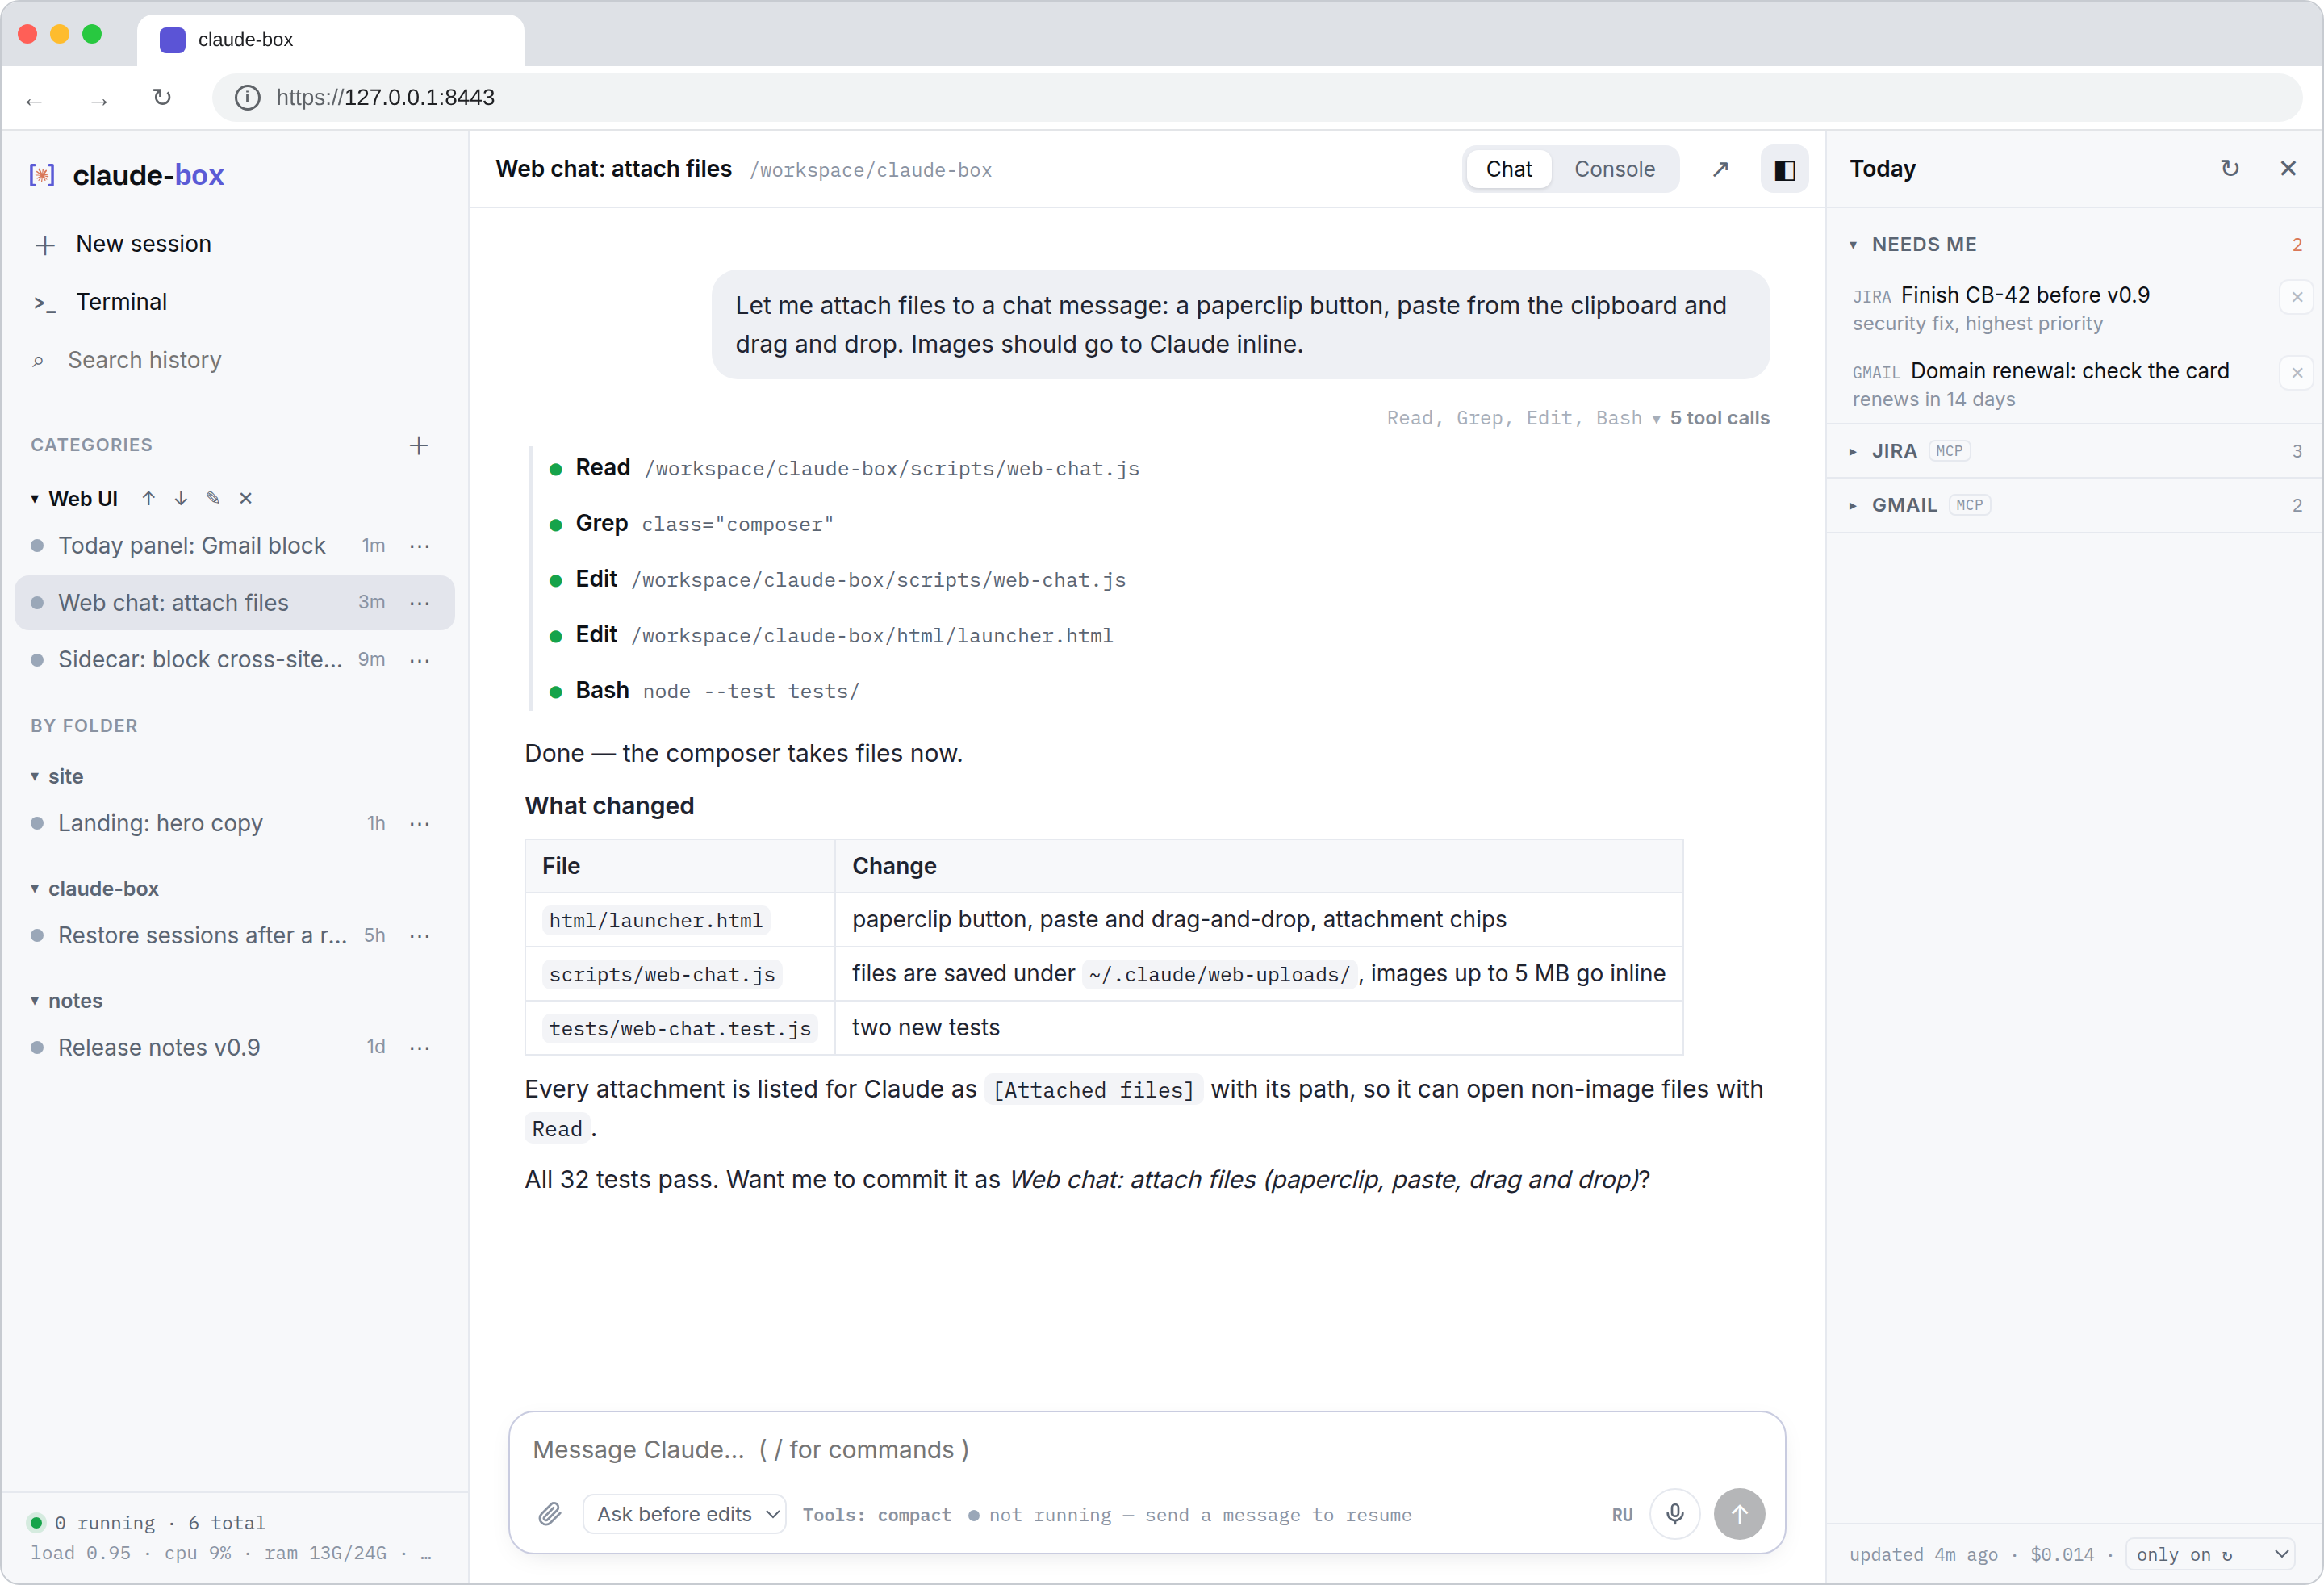 claude-box
https://127.0.0.1:8443
claude-box
New session
>_ Terminal
Search history
CATEGORIES
Web UI
Today panel: Gmail block 1m
Web chat: attach files 3m
Sidecar: block cross-site... 9m
BY FOLDER
site
Landing: hero copy 1h
claude-box
Restore sessions after a r... 5h
notes
Release notes v0.9 1d
0 running · 6 total
load 0.95 · cpu 9% · ram 13G/24G · …
Web chat: attach files /workspace/claude-box
Chat Console
Let me attach files to a chat message: a paperclip button, paste from the clipboard and
drag and drop. Images should go to Claude inline.
Read, Grep, Edit, Bash ▾ 5 tool calls
Read /workspace/claude-box/scripts/web-chat.js
Grep class="composer"
Edit /workspace/claude-box/scripts/web-chat.js
Edit /workspace/claude-box/html/launcher.html
Bash node --test tests/
Done — the composer takes files now.
What changed
File Change
html/launcher.html paperclip button, paste and drag-and-drop, attachment chips
scripts/web-chat.js files are saved under ~/.claude/web-uploads/, images up to 5 MB go inline
tests/web-chat.test.js two new tests
Every attachment is listed for Claude as [Attached files] with its path, so it can open non-image files with
Read.
All 32 tests pass. Want me to commit it as Web chat: attach files (paperclip, paste, drag and drop)?
Message Claude... ( / for commands )
Ask before edits Tools: compact not running — send a message to resume RU
Today
NEEDS ME 2
JIRA Finish CB-42 before v0.9
security fix, highest priority
GMAIL Domain renewal: check the card
renews in 14 days
JIRA MCP 3
GMAIL MCP 2
updated 4m ago · $0.014 · only on ↻